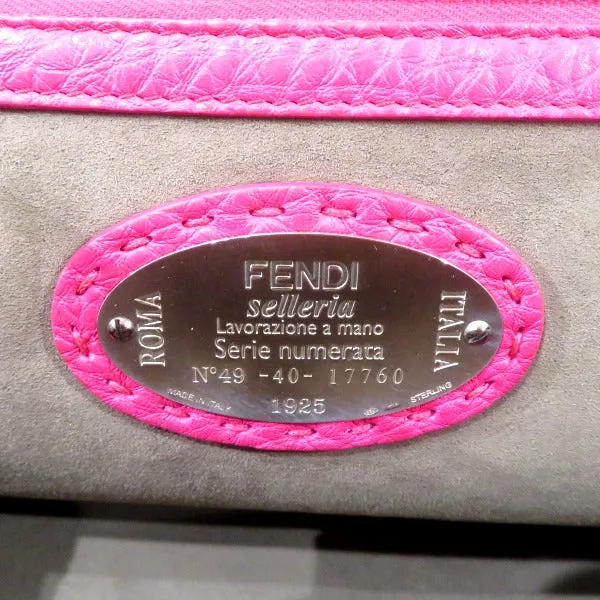 FENDI
selleria
Lavorazione a mano
Serie numerata
N°49 -40- 17760
1925
ROMA
ITALIA
MADE IN ITALY
STERLING